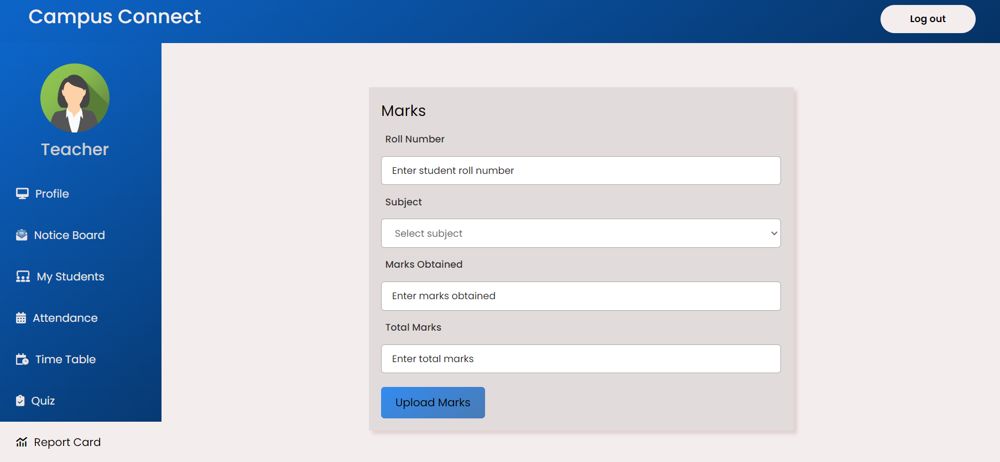 Campus Connect
Log out
Teacher
Profile
Notice Board
My Students
Attendance
Time Table
Quiz
Report Card
Marks
Roll Number
Enter student roll number
Subject
Select subject
Marks Obtained
Enter marks obtained
Total Marks
Enter total marks
Upload Marks